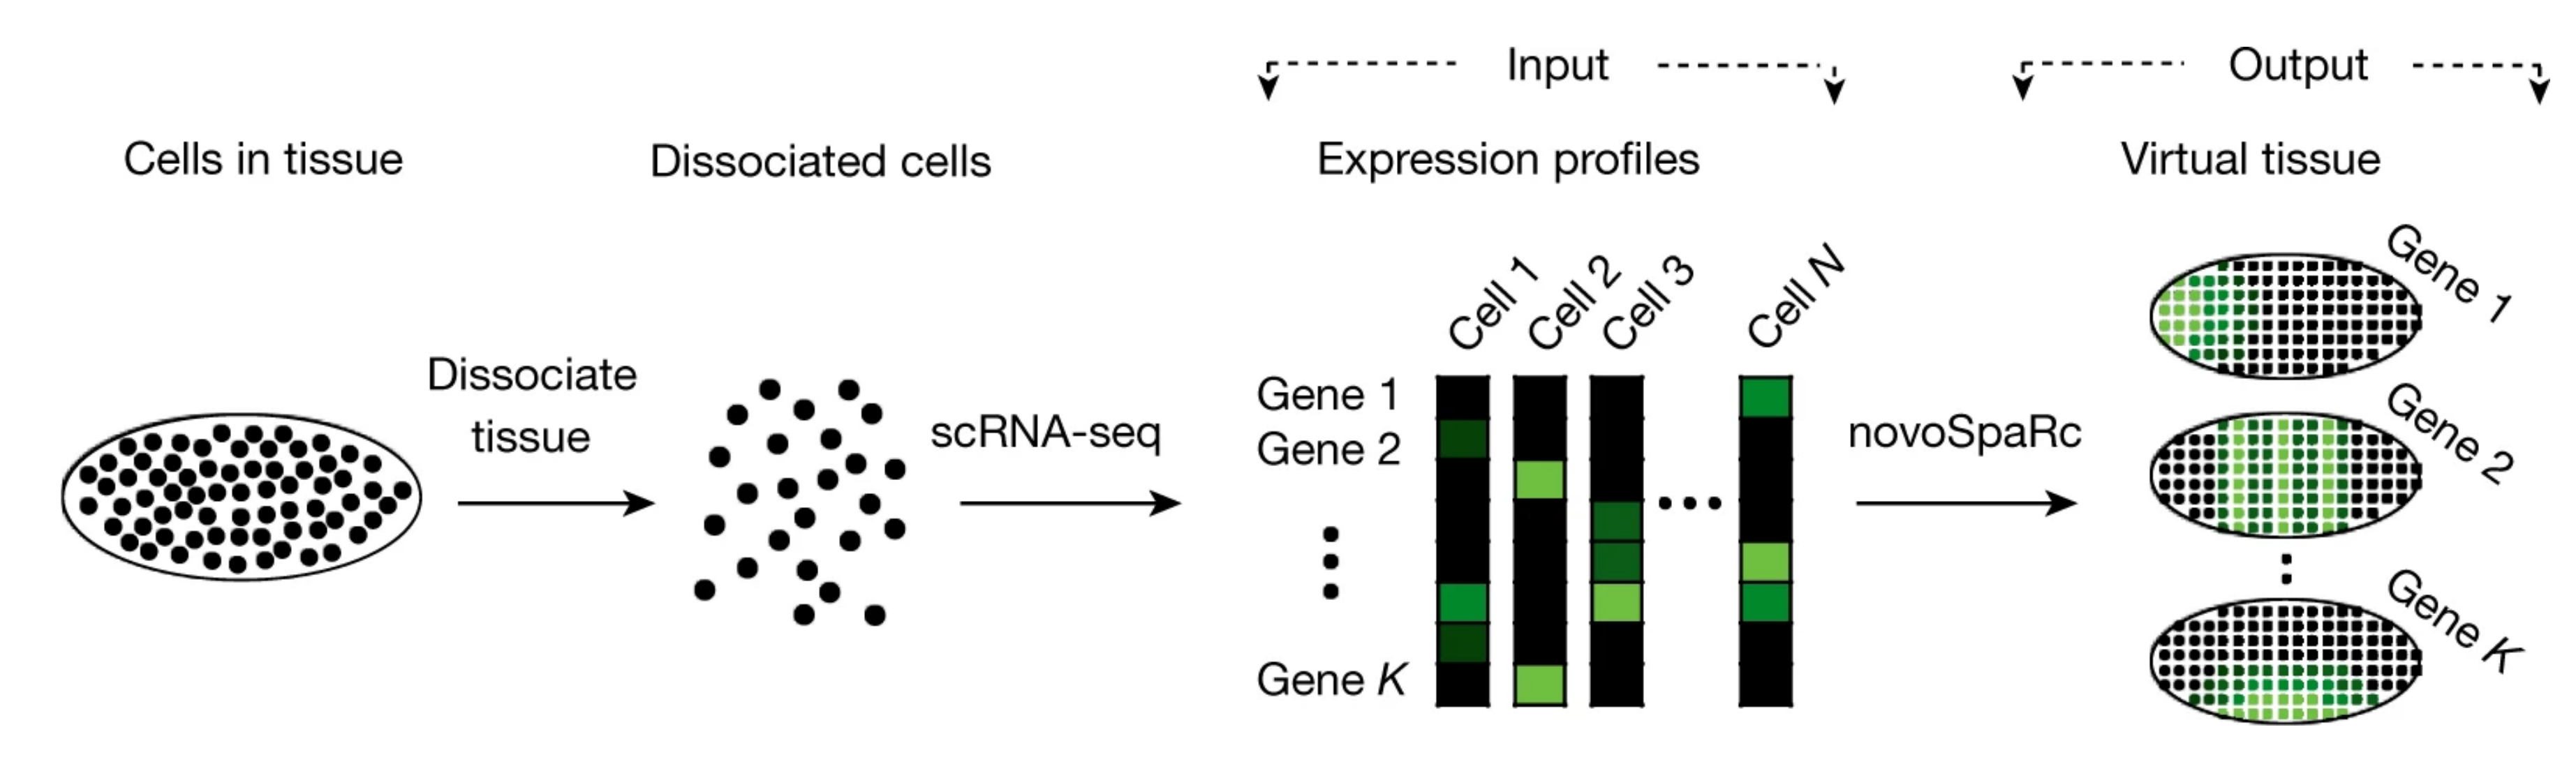 Input
Output
Cells in tissue
Dissociated cells
Expression profiles
Virtual tissue
Dissociate
tissue
scRNA-seq
Cell 1
Cell 2
Cell 3
Cell N
Gene 1
Gene 2
Gene K
novoSpaRc
Gene 1
Gene 2
Gene K